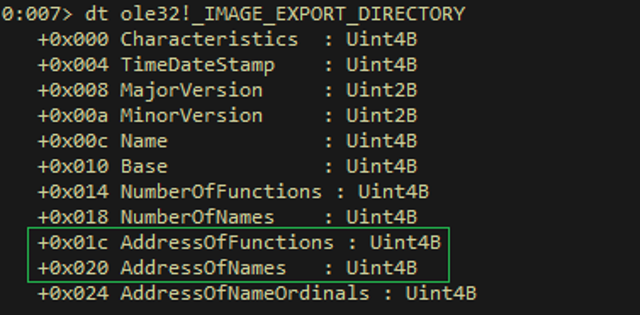 0:007> dt ole32!_IMAGE_EXPORT_DIRECTORY
+0x000 Characteristics  : Uint4B
+0x004 TimeDateStamp    : Uint4B
+0x008 MajorVersion     : Uint2B
+0x00a MinorVersion     : Uint2B
+0x00c Name             : Uint4B
+0x010 Base             : Uint4B
+0x014 NumberOfFunctions : Uint4B
+0x018 NumberOfNames    : Uint4B
+0x01c AddressOfFunctions : Uint4B
+0x020 AddressOfNames   : Uint4B
+0x024 AddressOfNameOrdinals : Uint4B